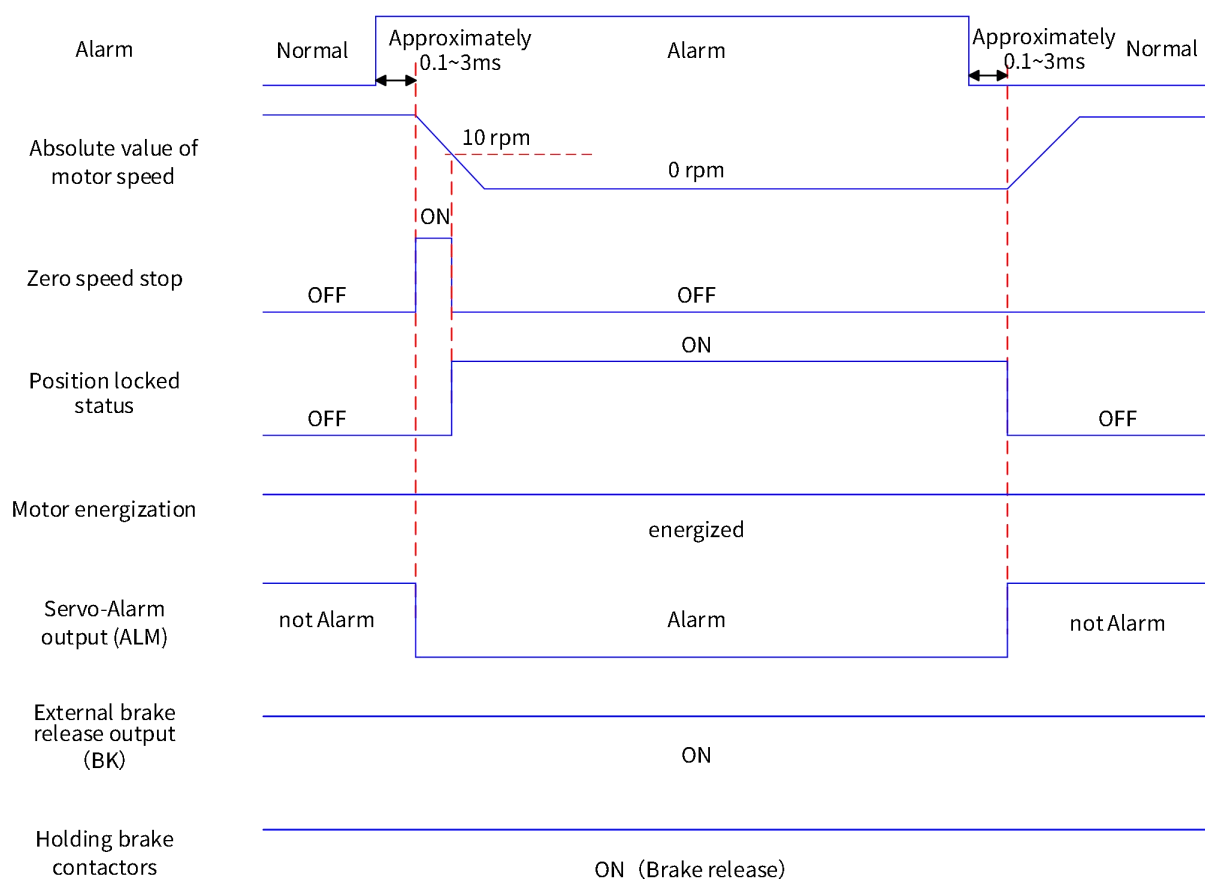 Alarm
Normal
Approximately
0.1~3ms
Alarm
Approximately
0.1~3ms
Normal
Absolute value of
motor speed
10 rpm
0 rpm
Zero speed stop
ON
OFF
OFF
Position locked
status
ON
OFF
OFF
Motor energization
energized
Servo-Alarm
output (ALM)
not Alarm
Alarm
not Alarm
External brake
release output
（BK）
ON
Holding brake
contactors
ON（Brake release）